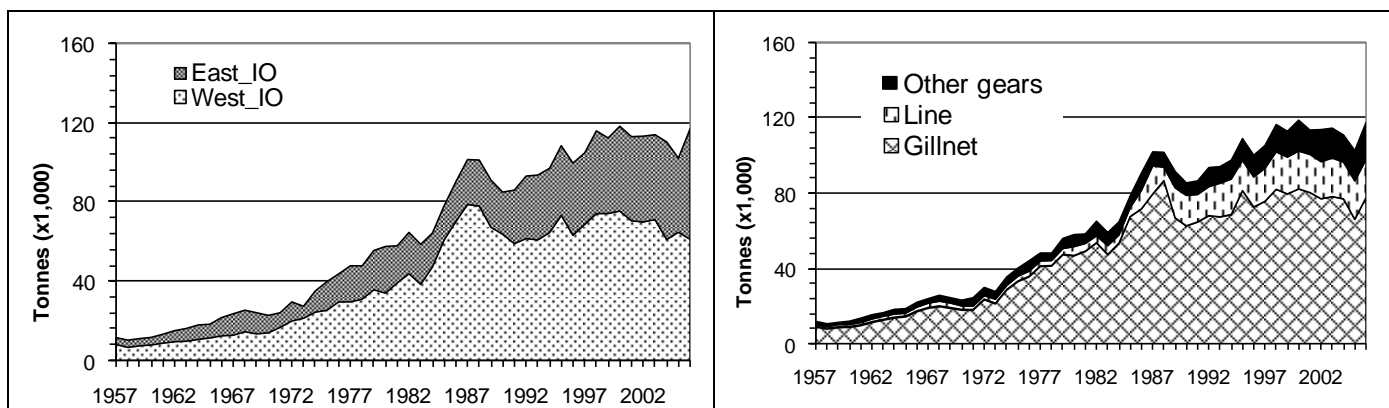 160
120
80
40
0
Tonnes (x1,000)
East_IO
West_IO
1957 1962 1967 1972 1977 1982 1987 1992 1997 2002
160
120
80
40
0
Tonnes (x1,000)
Other gears
Line
Gillnet
1957 1962 1967 1972 1977 1982 1987 1992 1997 2002